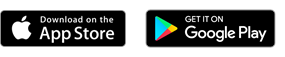 Download on the
App Store
GET IT ON
Google Play